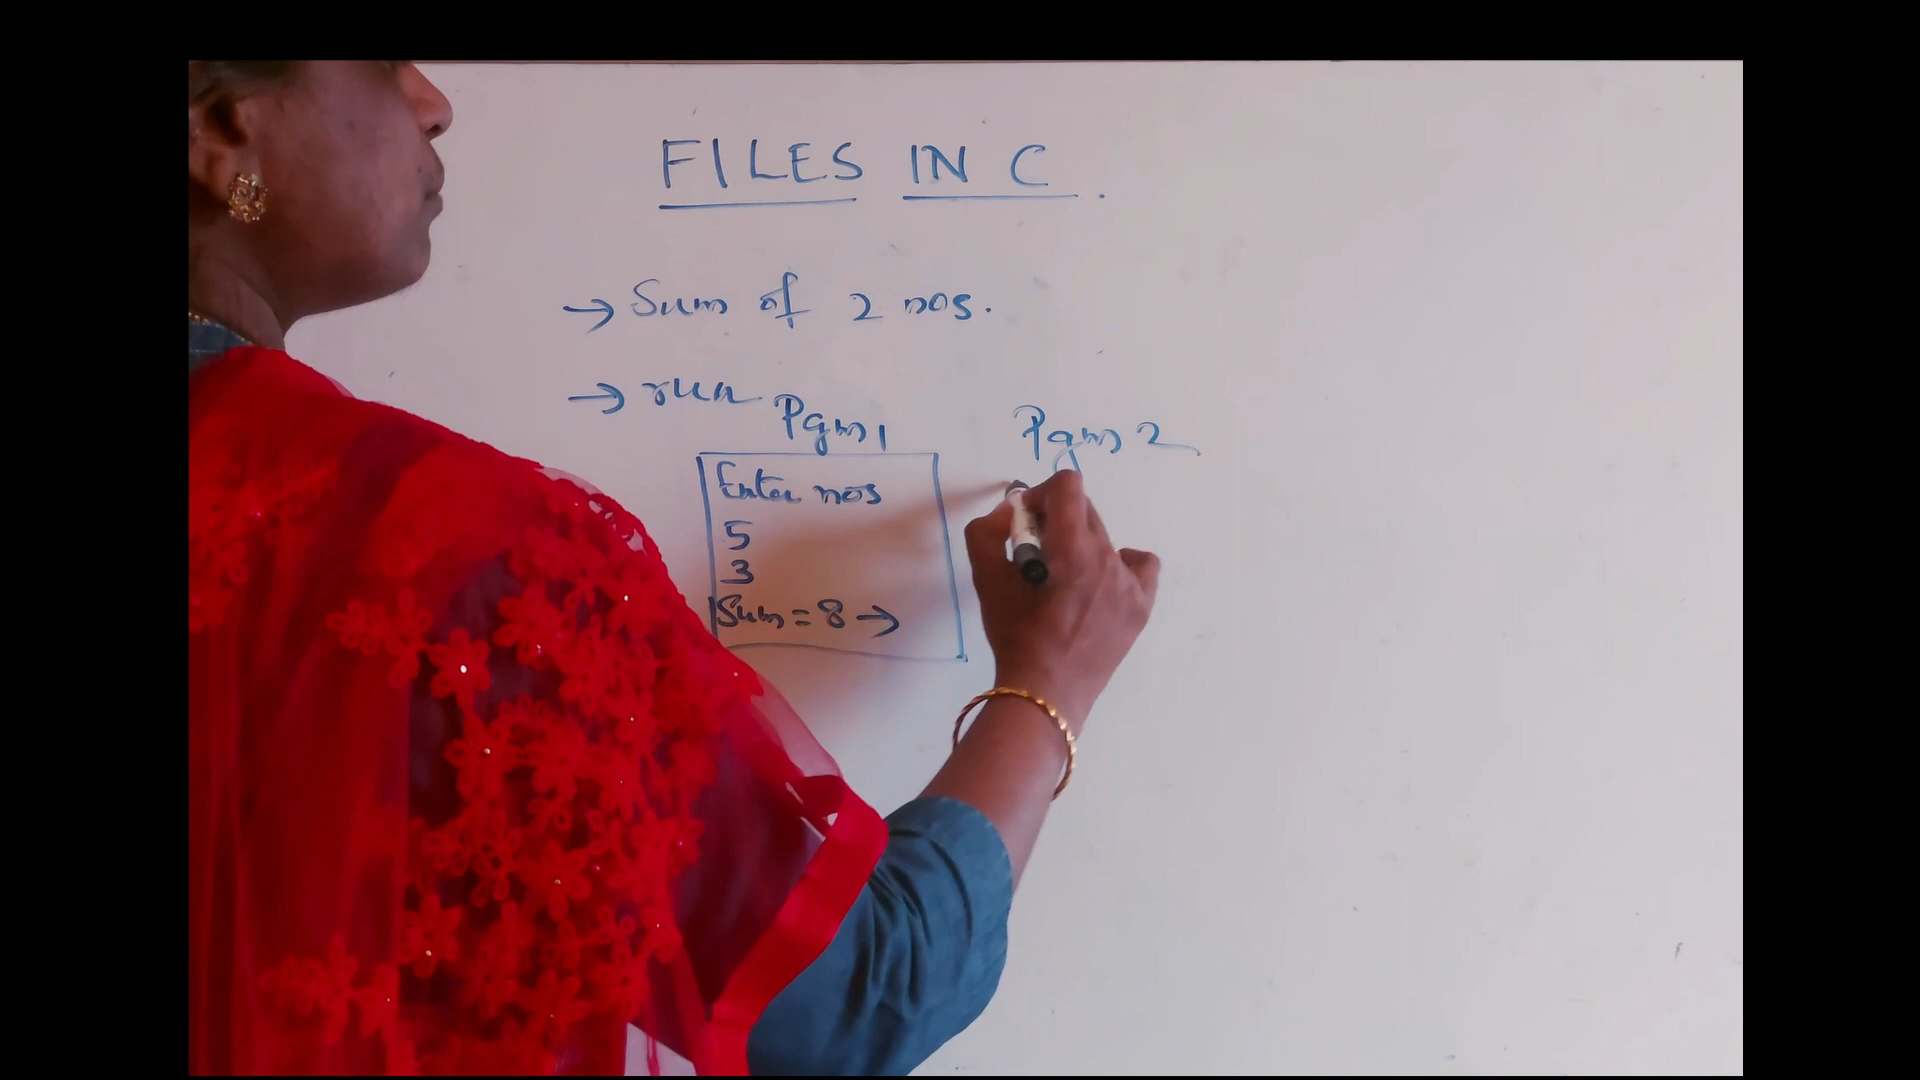 FILES IN C.
→ Sum of 2 nos.
→ run
Pgm 1
Enter nos
5
3
Sum = 8 →
Pgm 2